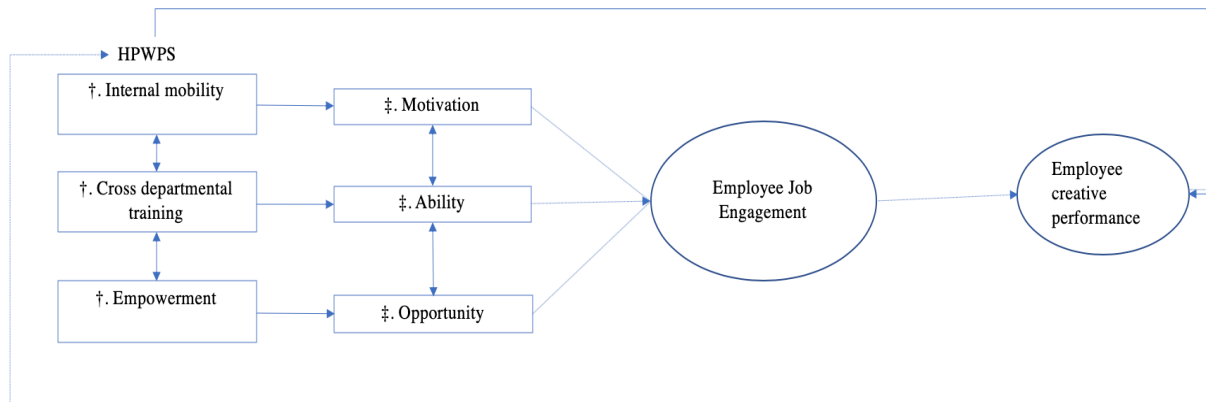 HPWPS
†. Internal mobility
‡. Motivation
†. Cross departmental
training
‡. Ability
†. Empowerment
‡. Opportunity
Employee Job
Engagement
Employee
creative
performance